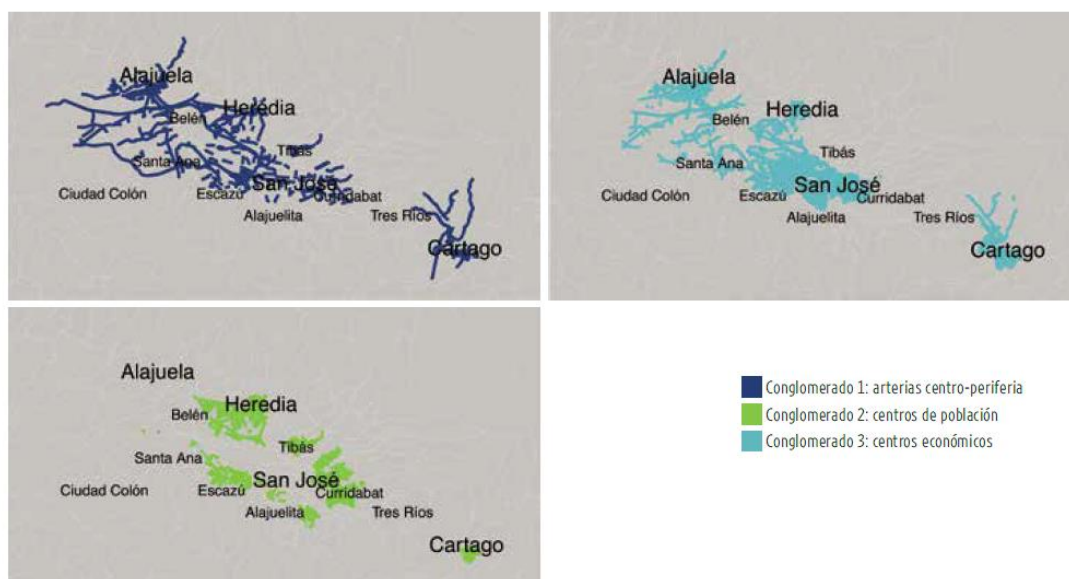 Alajuela
Heredia
Belén
Tibás
Santa Ana
San José
Ciudad Colón
Escazú
Curridabat
Alajuelita
Tres Ríos
Cartago
Alajuela
Heredia
Belén
Tibás
Santa Ana
San José
Ciudad Colón
Escazú
Curridabat
Alajuelita
Tres Ríos
Cartago
Alajuela
Heredia
Belén
Tibás
Santa Ana
San José
Ciudad Colón
Escazú
Curridabat
Alajuelita
Tres Ríos
Cartago
Conglomerado 1: arterias centro-periferia
Conglomerado 2: centros de población
Conglomerado 3: centros económicos